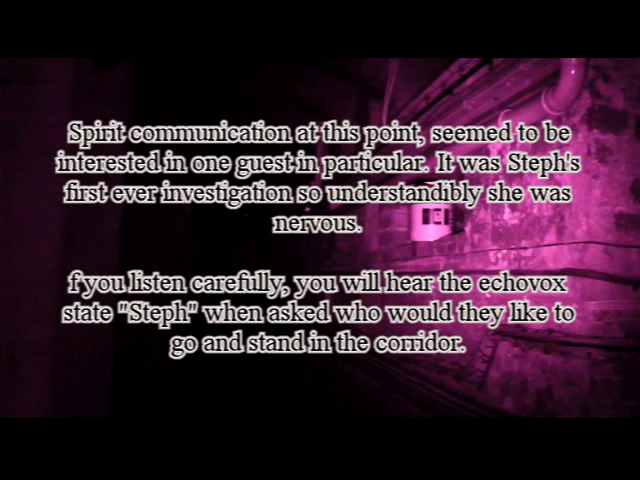 Spirit communication at this point, seemed to be
interested in one guest in particular. It was Steph's
first ever investigation so understandibly she was
nervous.
f you listen carefully, you will hear the echovox
state "Steph" when asked who would they like to
go and stand in the corridor.